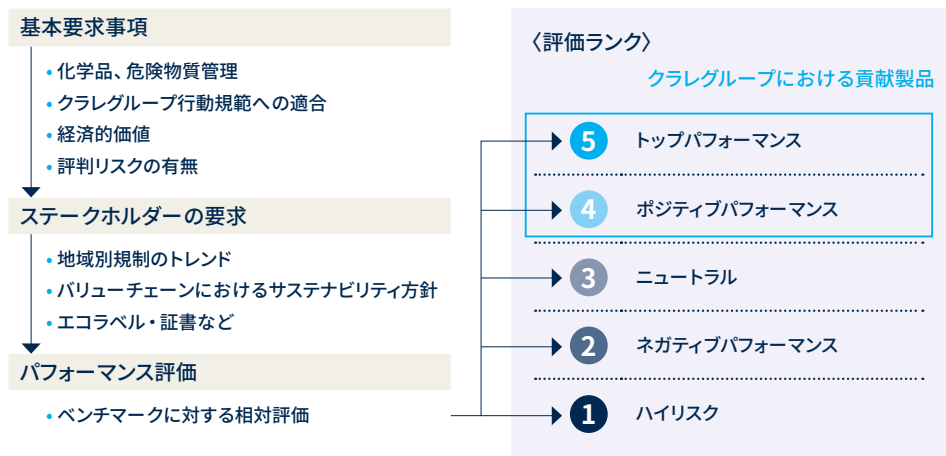 基本要求事項
• 化学品、危険物質管理
• クラレグループ行動規範への適合
• 経済的価値
• 評判リスクの有無
ステークホルダーの要求
• 地域別規制のトレンド
• バリューチェーンにおけるサステナビリティ方針
• エコラベル・証書など
パフォーマンス評価
• ベンチマークに対する相対評価
〈評価ランク〉
クラレグループにおける貢献製品
5 トップパフォーマンス
4 ポジティブパフォーマンス
3 ニュートラル
2 ネガティブパフォーマンス
1 ハイリスク